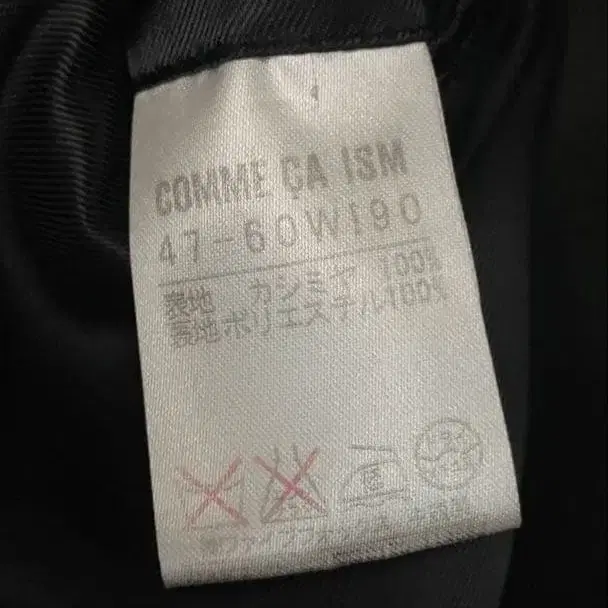 COMME ÇA ISM
47-60WI90
表地 カシミヤ 100%
裏地ポリエステル100%